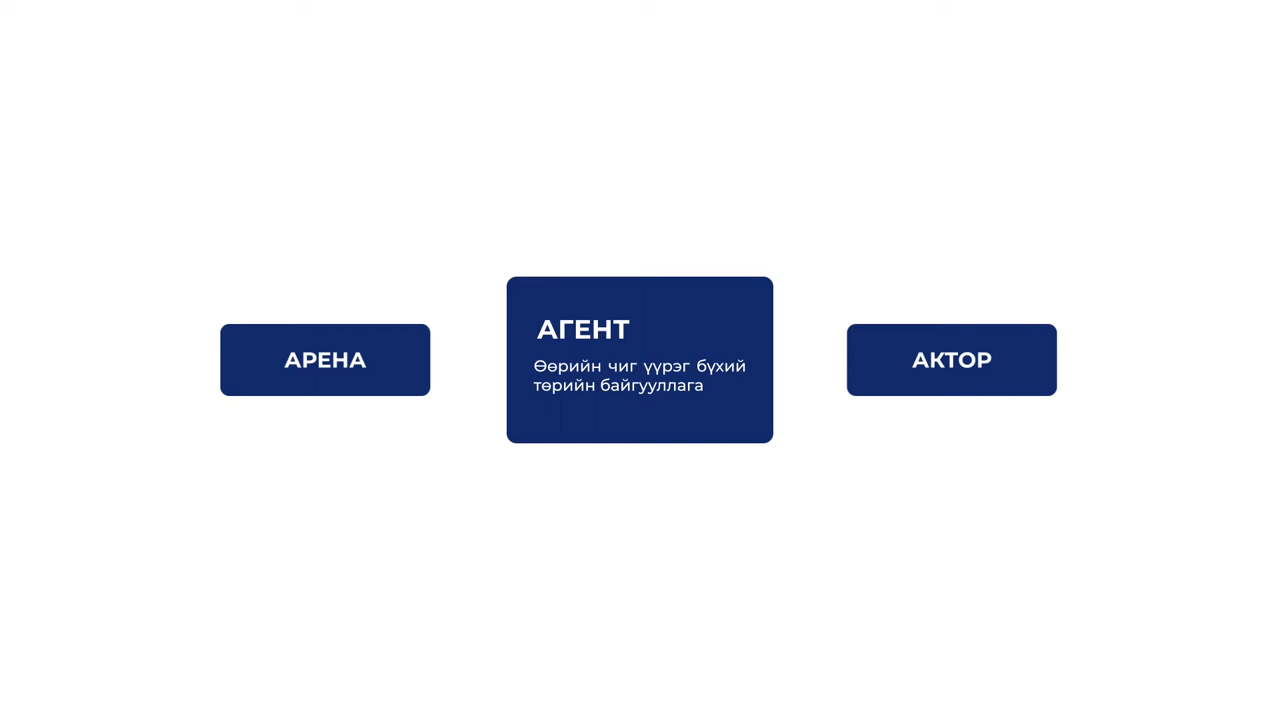 АРЕНА
АГЕНТ
Өөрийн чиг үүрэг бүхий
төрийн байгууллага
АКТОР